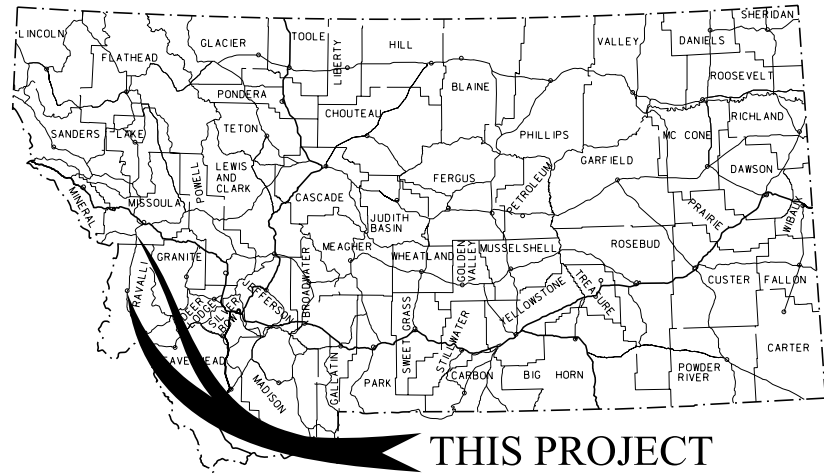 LINCOLN
FLATHEAD
GLACIER
TOOLE
LIBERTY
HILL
BLAINE
VALLEY
DANIELS
SHERIDAN
ROOSEVELT
PONDERA
CHOUTEAU
PHILLIPS
RICHLAND
MC CONE
SANDERS
LAKE
TETON
LEWIS
AND
CLARK
POWELL
CASCADE
FERGUS
PETROLEUM
GARFIELD
DAWSON
PRAIRIE
WIBAUX
MINERAL
MISSOULA
JUDITH
BASIN
GRANITE
RAVALLI
MEAGHER
BROADWATER
WHEATLAND
GOLDEN
VALLEY
MUSSELSHELL
ROSEBUD
CUSTER
FALLON
DEER
LODGE
SILVER
BOW
JEFFERSON
SWEET GRASS
STILLWATER
YELLOWSTONE
TREASURE
CARTER
MADISON
GALLATIN
PARK
CARBON
BIG HORN
POWDER
RIVER
THIS PROJECT